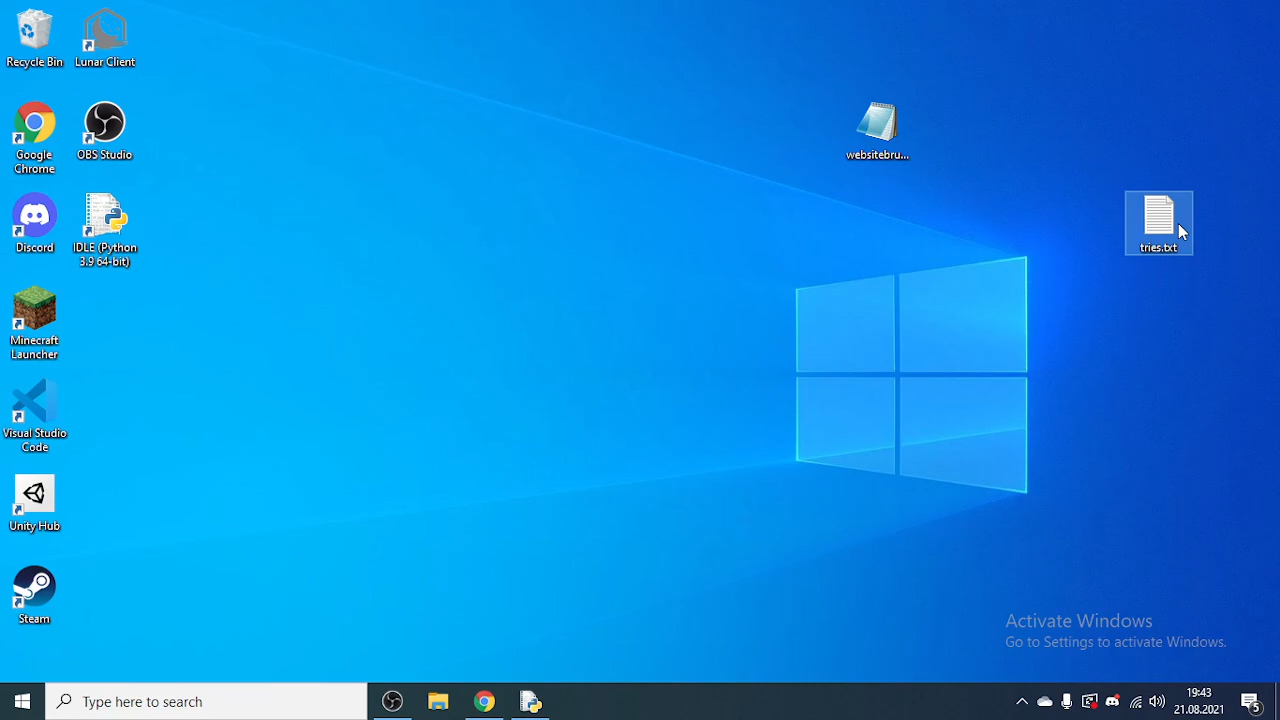 Recycle Bin
Lunar Client
Google
Chrome
OBS Studio
websitebru...
Discord
IDLE (Python
3.9 64-bit)
tries.txt
Minecraft
Launcher
Visual Studio
Code
Unity Hub
Steam
Activate Windows
Go to Settings to activate Windows.
Type here to search
19:43
21.08.2021
5